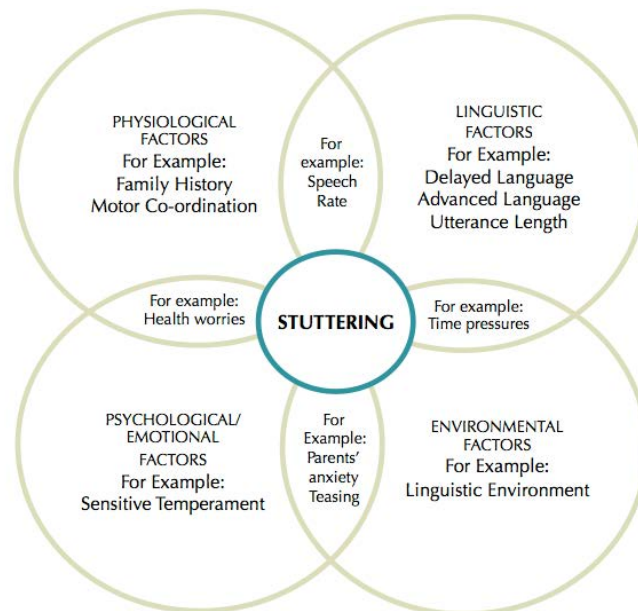 PHYSIOLOGICAL
FACTORS
For Example:
Family History
Motor Co-ordination
For
example:
Speech
Rate
LINGUISTIC
FACTORS
For Example:
Delayed Language
Advanced Language
Utterance Length
For example:
Health worries
STUTTERING
For example:
Time pressures
PSYCHOLOGICAL/
EMOTIONAL
FACTORS
For Example:
Sensitive Temperament
For
Example:
Parents'
anxiety
Teasing
ENVIRONMENTAL
FACTORS
For Example:
Linguistic Environment